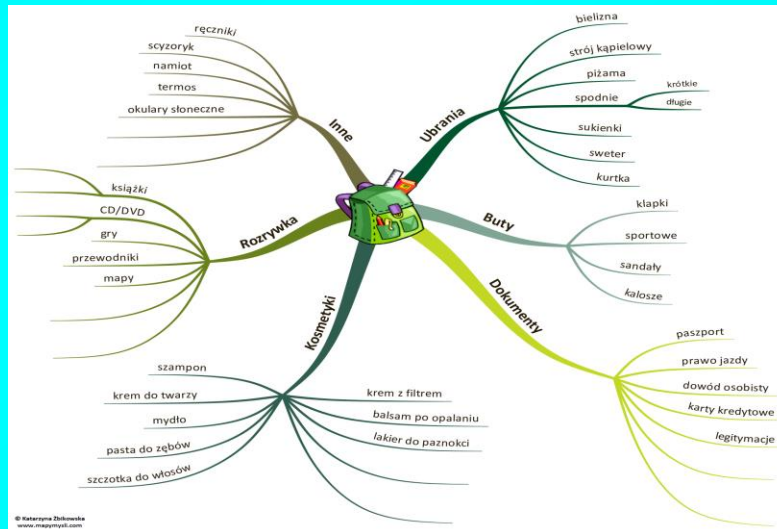 Inne
ręczniki
scyzoryk
namiot
termos
okulary słoneczne
Ubrania
bielizna
strój kąpielowy
piżama
spodnie
krótkie
długie
sukienki
sweter
kurtka
Rozrywka
książki
CD/DVD
gry
przewodniki
mapy
Buty
klapki
sportowe
sandały
kalosze
Kosmetyki
szampon
krem do twarzy
mydło
pasta do zębów
szczotka do włosów
krem z filtrem
balsam po opalaniu
lakier do paznokci
Dokumenty
paszport
prawo jazdy
dowód osobisty
karty kredytowe
legitymacje
© Katarzyna Żbikowska
www.mapymysli.com